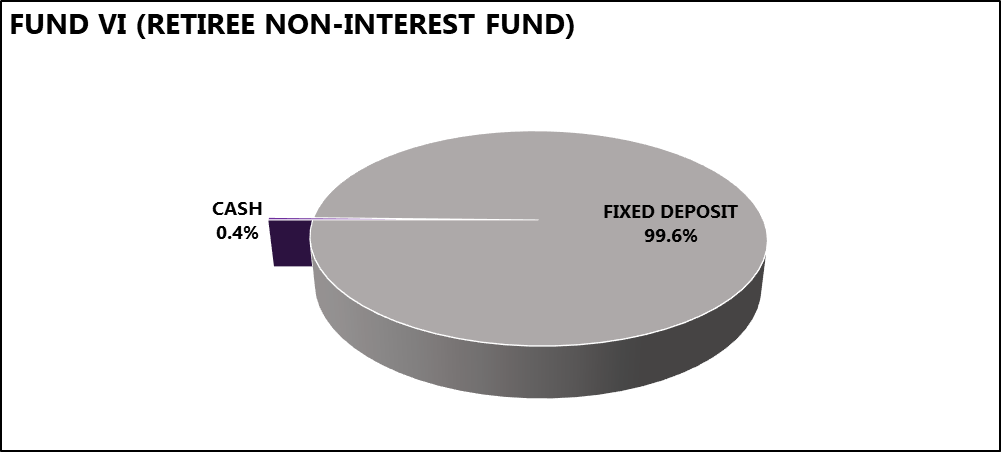 FUND VI (RETIREE NON-INTEREST FUND)
CASH
0.4%
FIXED DEPOSIT
99.6%